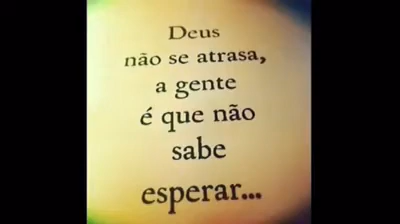 Deus
não se atrasa,
a gente
é que não
sabe
esperar...